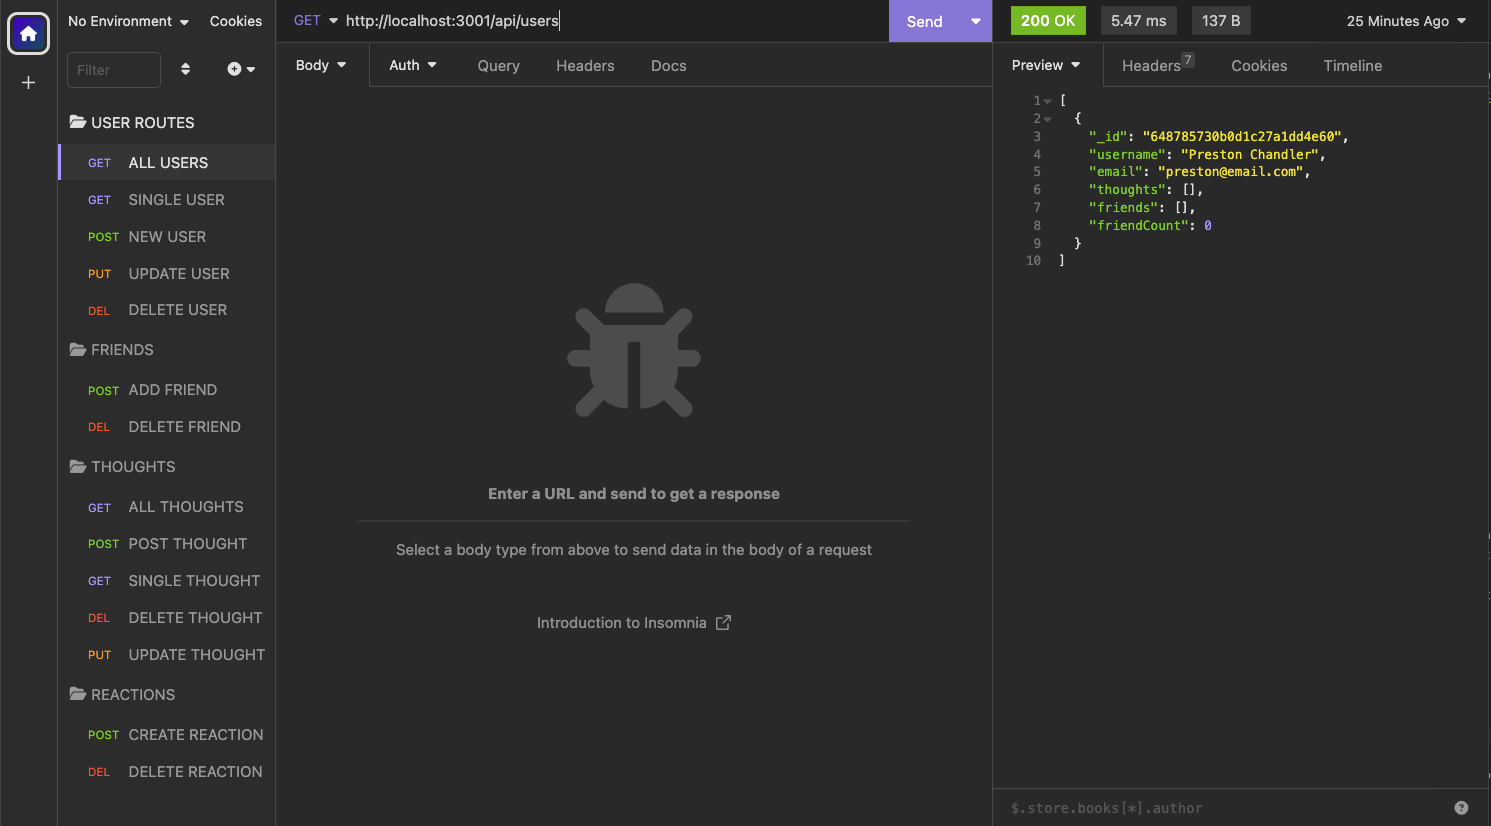 No Environment Cookies
Filter
USER ROUTES
GET ALL USERS
GET SINGLE USER
POST NEW USER
PUT UPDATE USER
DEL DELETE USER
FRIENDS
POST ADD FRIEND
DEL DELETE FRIEND
THOUGHTS
GET ALL THOUGHTS
POST POST THOUGHT
GET SINGLE THOUGHT
DEL DELETE THOUGHT
PUT UPDATE THOUGHT
REACTIONS
POST CREATE REACTION
DEL DELETE REACTION
GET http://localhost:3001/api/users Send
Body Auth Query Headers Docs
Enter a URL and send to get a response
Select a body type from above to send data in the body of a request
Introduction to Insomnia
200 OK 5.47 ms 137 B 25 Minutes Ago
Preview Headers 7 Cookies Timeline
1 [
2 {
3 "_id": "648785730b0d1c27a1dd4e60",
4 "username": "Preston Chandler",
5 "email": "preston@email.com",
6 "thoughts": [],
7 "friends": [],
8 "friendCount": 0
9 }
10 ]
$.store.books[*].author ?